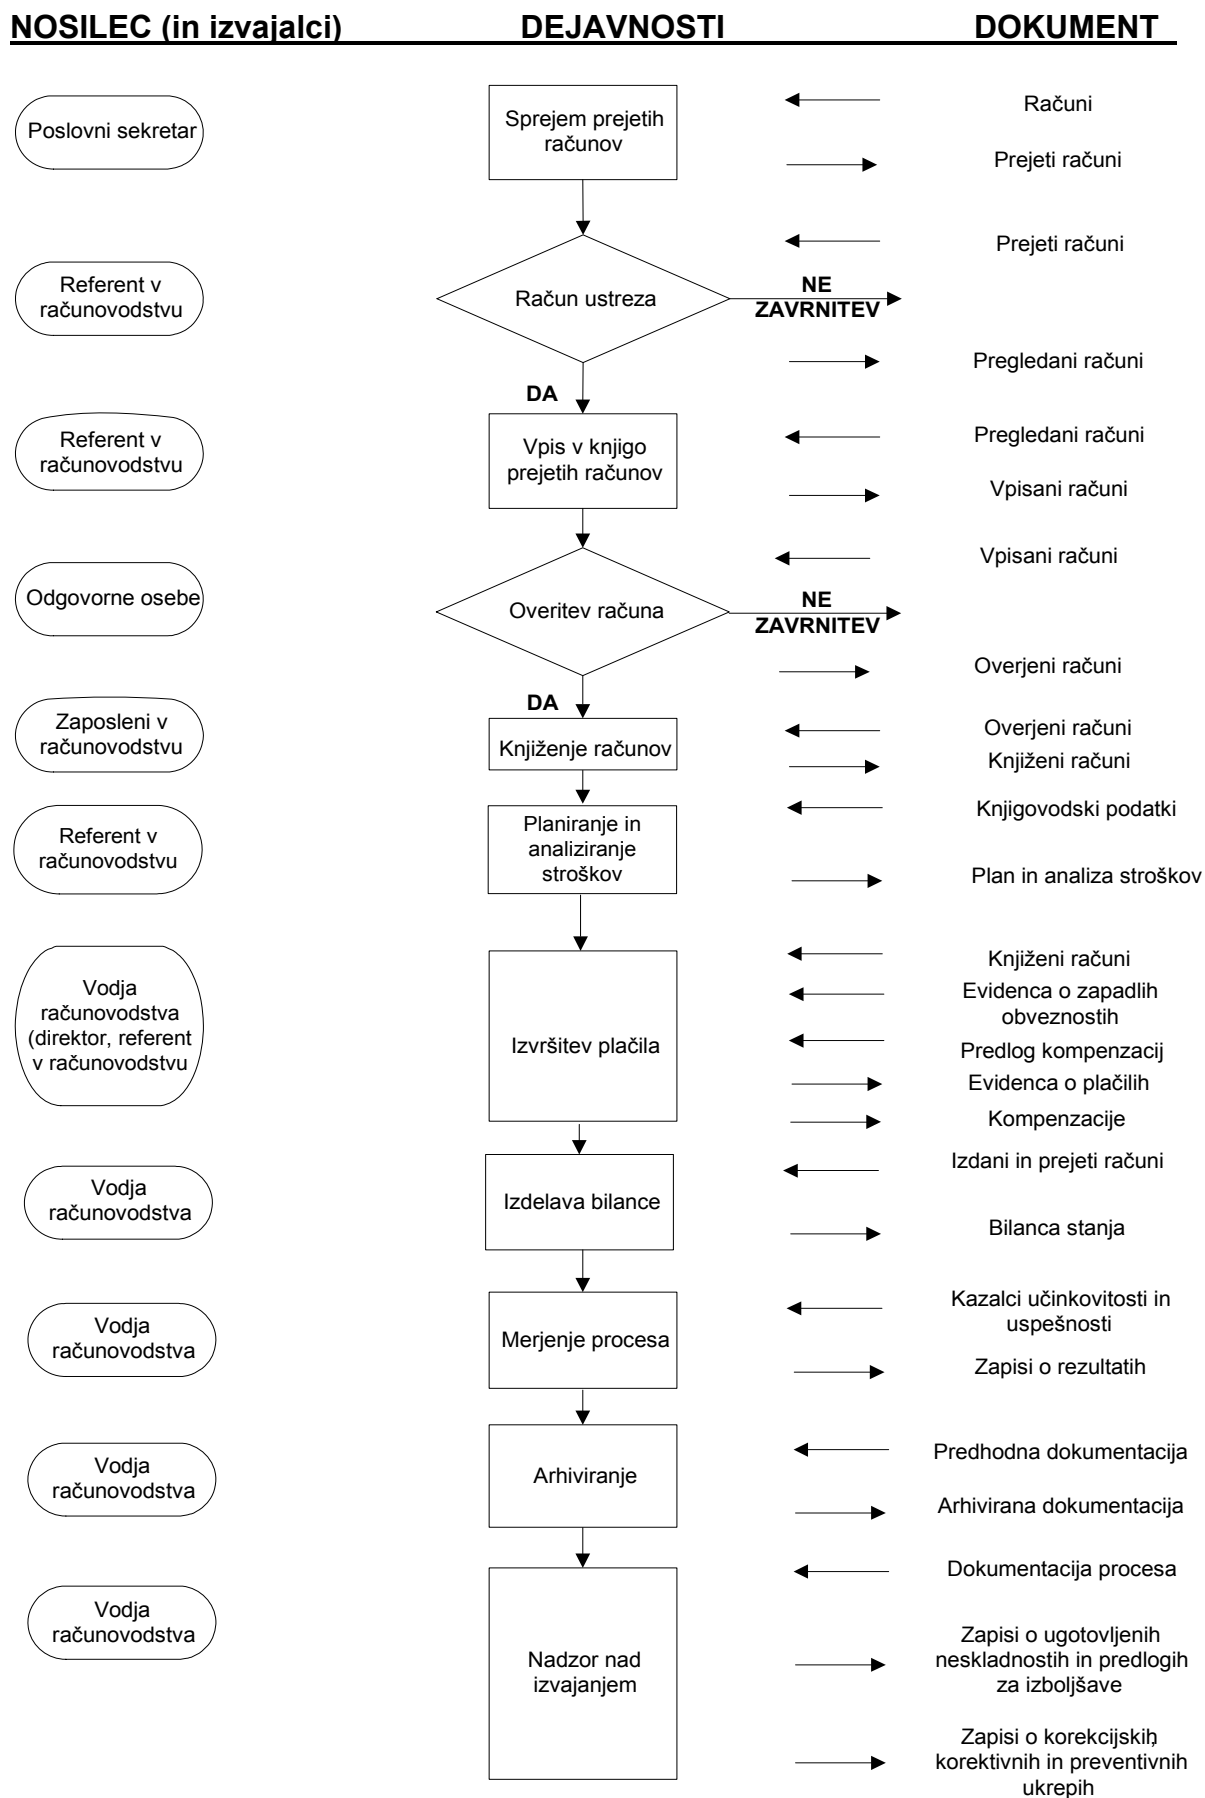 NOSILEC (in izvajalci) DEJAVNOSTI DOKUMENT
Poslovni sekretar
Sprejem prejetih
računov
Računi
Prejeti računi
Referent v
računovodstvu
Račun ustreza
NE
ZAVRNITEV
Prejeti računi
Pregledani računi
DA
Referent v
računovodstvu
Vpis v knjigo
prejetih računov
Pregledani računi
Vpisani računi
Odgovorne osebe
Overitev računa
NE
ZAVRNITEV
Vpisani računi
Overjeni računi
DA
Zaposleni v
računovodstvu
Knjiženje računov
Overjeni računi
Knjiženi računi
Referent v
računovodstvu
Planiranje in
analiziranje
stroškov
Knjigovodski podatki
Plan in analiza stroškov
Vodja
računovodstva
(direktor, referent
v računovodstvu
Izvršitev plačila
Knjiženi računi
Evidenca o zapadlih
obveznostih
Predlog kompenzacij
Evidenca o plačilih
Kompenzacije
Vodja
računovodstva
Izdelava bilance
Izdani in prejeti računi
Bilanca stanja
Vodja
računovodstva
Merjenje procesa
Kazalci učinkovitosti in
uspešnosti
Zapisi o rezultatih
Vodja
računovodstva
Arhiviranje
Predhodna dokumentacija
Arhivirana dokumentacija
Vodja
računovodstva
Nadzor nad
izvajanjem
Dokumentacija procesa
Zapisi o ugotovljenih
neskladnostih in predlogih
za izboljšave
Zapisi o korekcijskih,
korektivnih in preventivnih
ukrepih